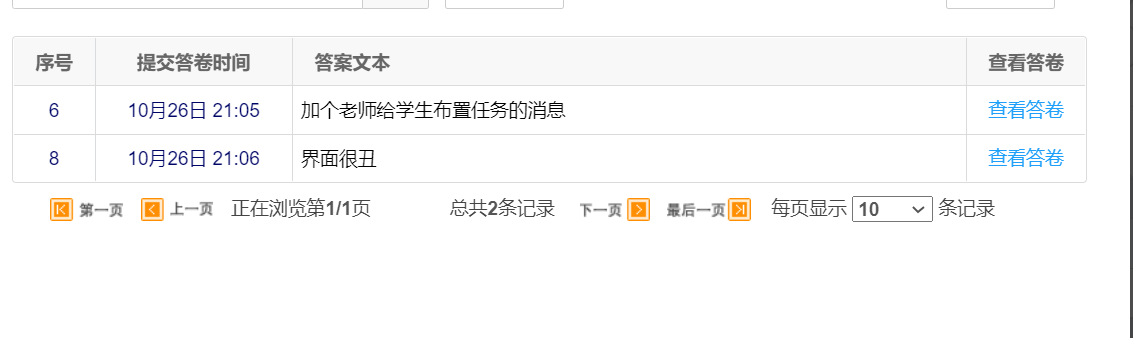 序号 提交答卷时间 答案文本 查看答卷
6 10月26日 21:05 加个老师给学生布置任务的消息 查看答卷
8 10月26日 21:06 界面很丑 查看答卷
第一页 上一页 正在浏览第1/1页 总共2条记录 下一页 最后一页 每页显示 10 条记录